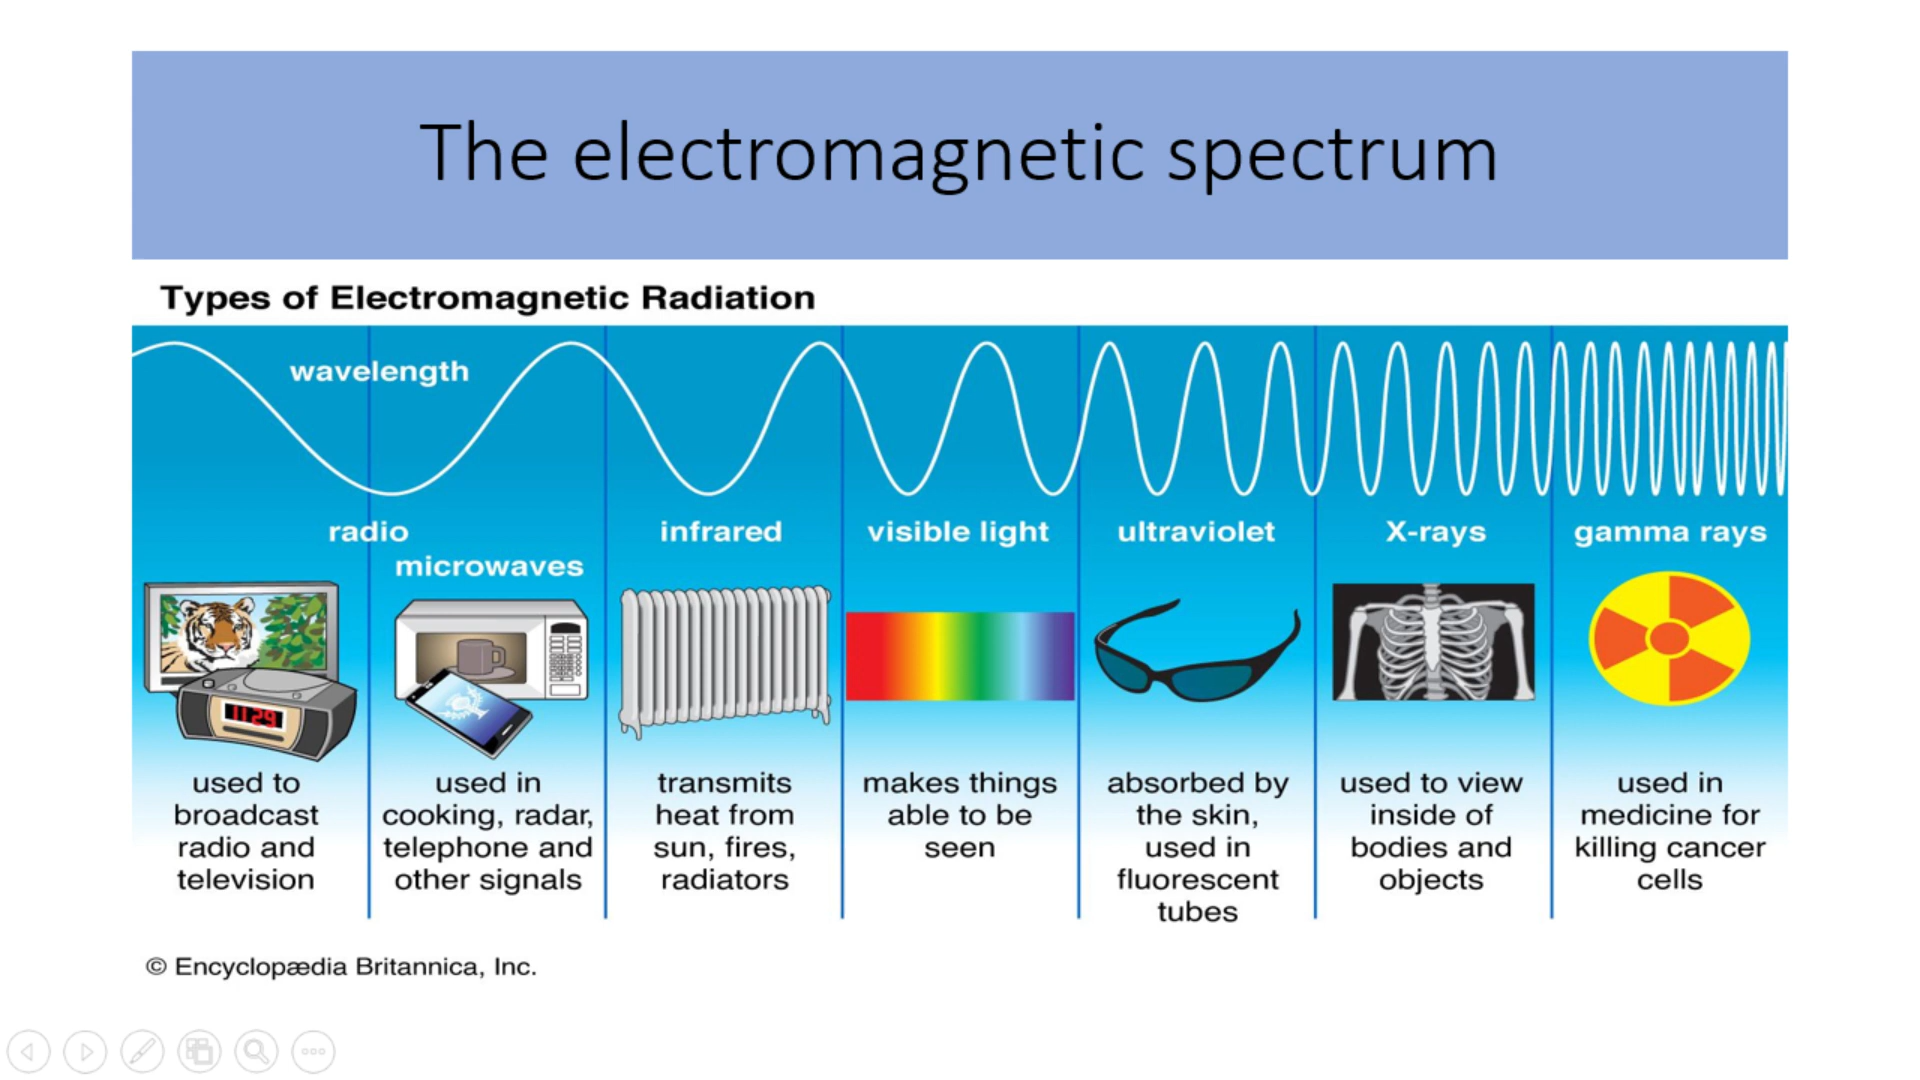 The electromagnetic spectrum
Types of Electromagnetic Radiation
wavelength
radio
microwaves
infrared
visible light
ultraviolet
X-rays
gamma rays
11:29
used to
broadcast
radio and
television
used in
cooking, radar,
telephone and
other signals
transmits
heat from
sun, fires,
radiators
makes things
able to be
seen
absorbed by
the skin,
used in
fluorescent
tubes
used to view
inside of
bodies and
objects
used in
medicine for
killing cancer
cells
© Encyclopædia Britannica, Inc.